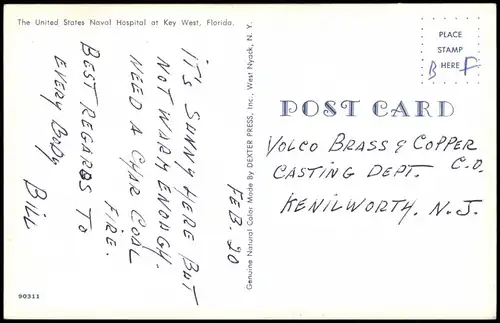 The United States Naval Hospital at Key West, Florida.
IT'S SUNNY HERE BUT
NOT WARM ENOUGH.
NEED A CHAR COAL
FIRE.
BEST REGARDS TO
EVERY BODY
BILL
FEB. 20
90311
Genuine Natural Color Made By DEXTER PRESS, Inc., West Nyack, N. Y.
PLACE
STAMP
B HERE F
POST CARD
VOLCO BRASS & COPPER
CASTING DEPT. C.O.
KENILWORTH. N. J.